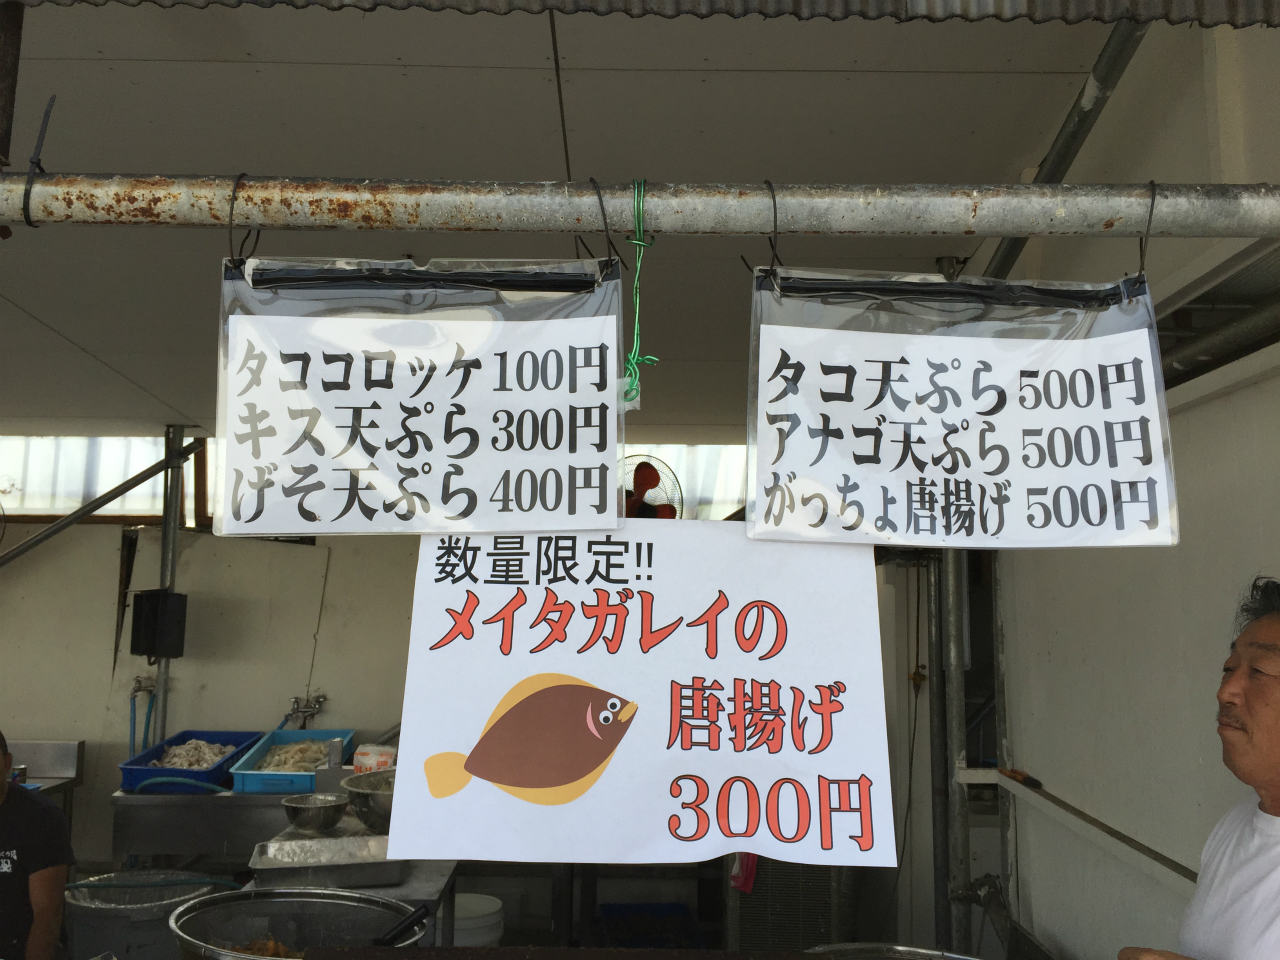 タココロッケ 100円
キス天ぷら 300円
げそ天ぷら 400円
タコ天ぷら 500円
アナゴ天ぷら 500円
がっちょ唐揚げ 500円
数量限定!!
メイタガレイの
唐揚げ
300円